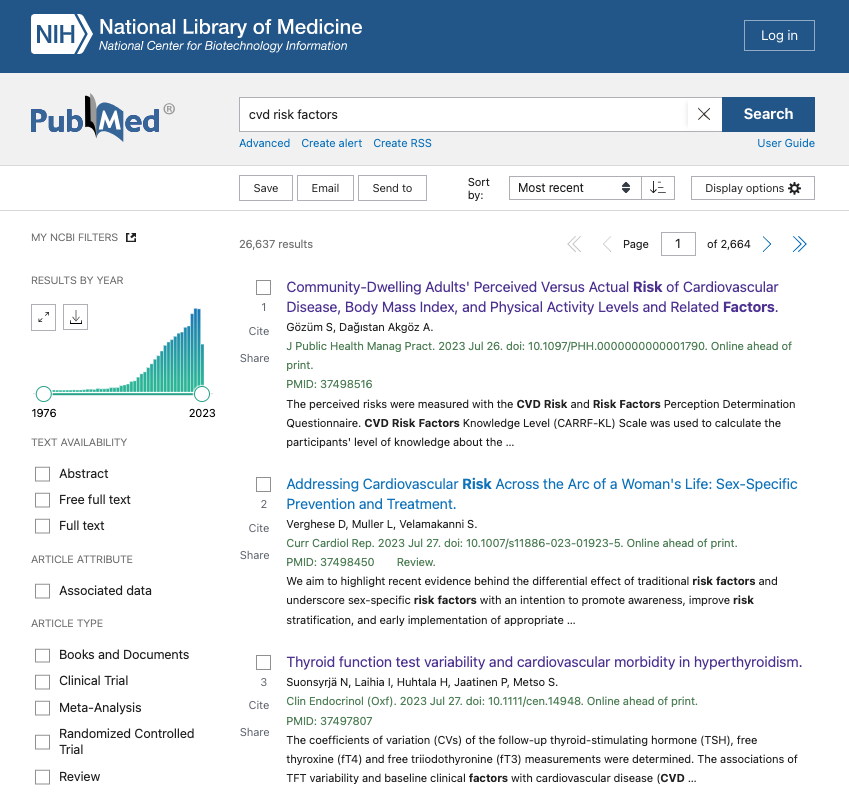 NIH National Library of Medicine
National Center for Biotechnology Information
Log in
PubMed®
cvd risk factors
Search
Advanced Create alert Create RSS
User Guide
Save Email Send to
Sort by:
Most recent
Display options
MY NCBI FILTERS
26,637 results
Page 1 of 2,664
RESULTS BY YEAR
1976 2023
TEXT AVAILABILITY
Abstract
Free full text
Full text
ARTICLE ATTRIBUTE
Associated data
ARTICLE TYPE
Books and Documents
Clinical Trial
Meta-Analysis
Randomized Controlled
Trial
Review
1
Cite
Share
Community-Dwelling Adults' Perceived Versus Actual Risk of Cardiovascular
Disease, Body Mass Index, and Physical Activity Levels and Related Factors.
Gözüm S, Dağıstan Akgöz A.
J Public Health Manag Pract. 2023 Jul 26. doi: 10.1097/PHH.0000000000001790. Online ahead of
print.
PMID: 37498516
The perceived risks were measured with the CVD Risk and Risk Factors Perception Determination
Questionnaire. CVD Risk Factors Knowledge Level (CARRF-KL) Scale was used to calculate the
participants' level of knowledge about the ...
2
Cite
Share
Addressing Cardiovascular Risk Across the Arc of a Woman's Life: Sex-Specific
Prevention and Treatment.
Verghese D, Muller L, Velamakanni S.
Curr Cardiol Rep. 2023 Jul 27. doi: 10.1007/s11886-023-01923-5. Online ahead of print.
PMID: 37498450 Review.
We aim to highlight recent evidence behind the differential effect of traditional risk factors and
underscore sex-specific risk factors with an intention to promote awareness, improve risk
stratification, and early implementation of appropriate ...
3
Cite
Share
Thyroid function test variability and cardiovascular morbidity in hyperthyroidism.
Suonsyrjä N, Laihia I, Huhtala H, Jaatinen P, Metso S.
Clin Endocrinol (Oxf). 2023 Jul 27. doi: 10.1111/cen.14948. Online ahead of print.
PMID: 37497807
The coefficients of variation (CVs) of the follow-up thyroid-stimulating hormone (TSH), free
thyroxine (fT4) and free triiodothyronine (fT3) measurements were determined. The associations of
TFT variability and baseline clinical factors with cardiovascular disease (CVD ...